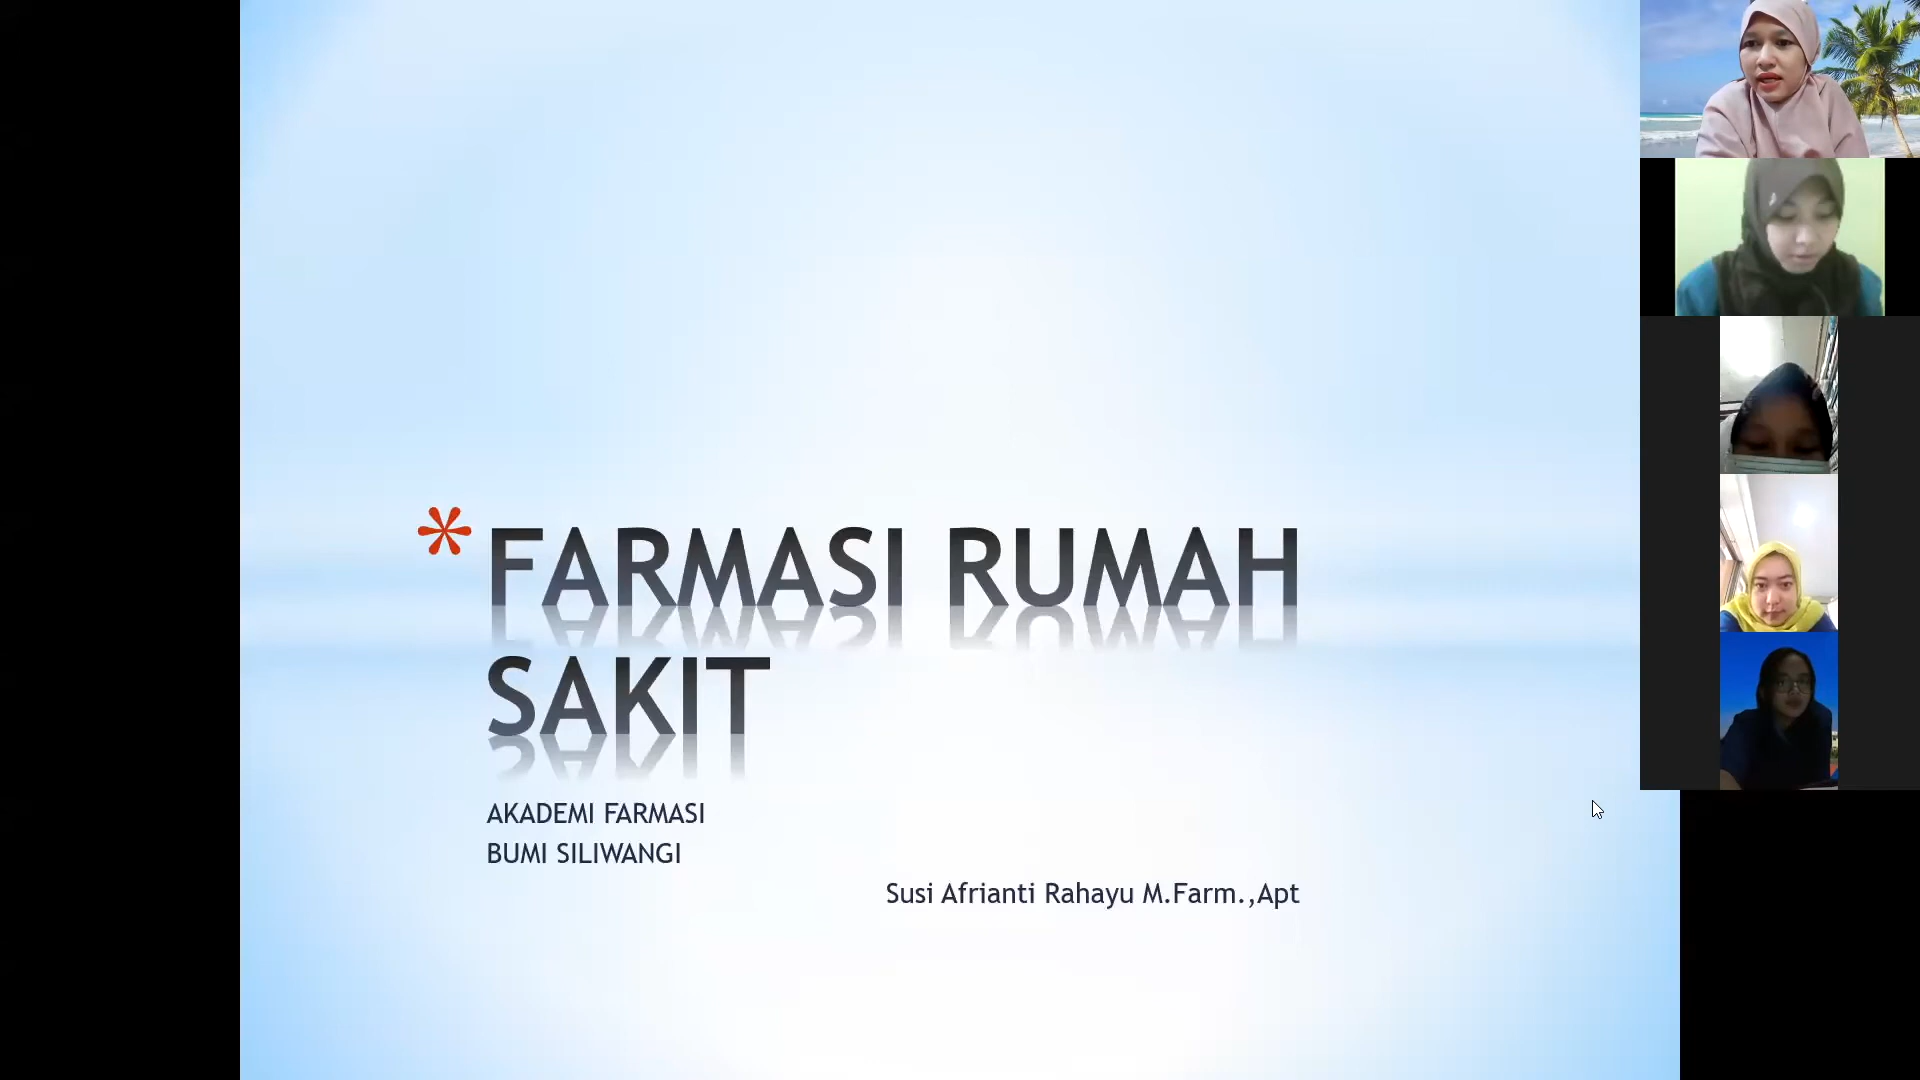 * FARMASI RUMAH
SAKIT
AKADEMI FARMASI
BUMI SILIWANGI
Susi Afrianti Rahayu M.Farm.,Apt